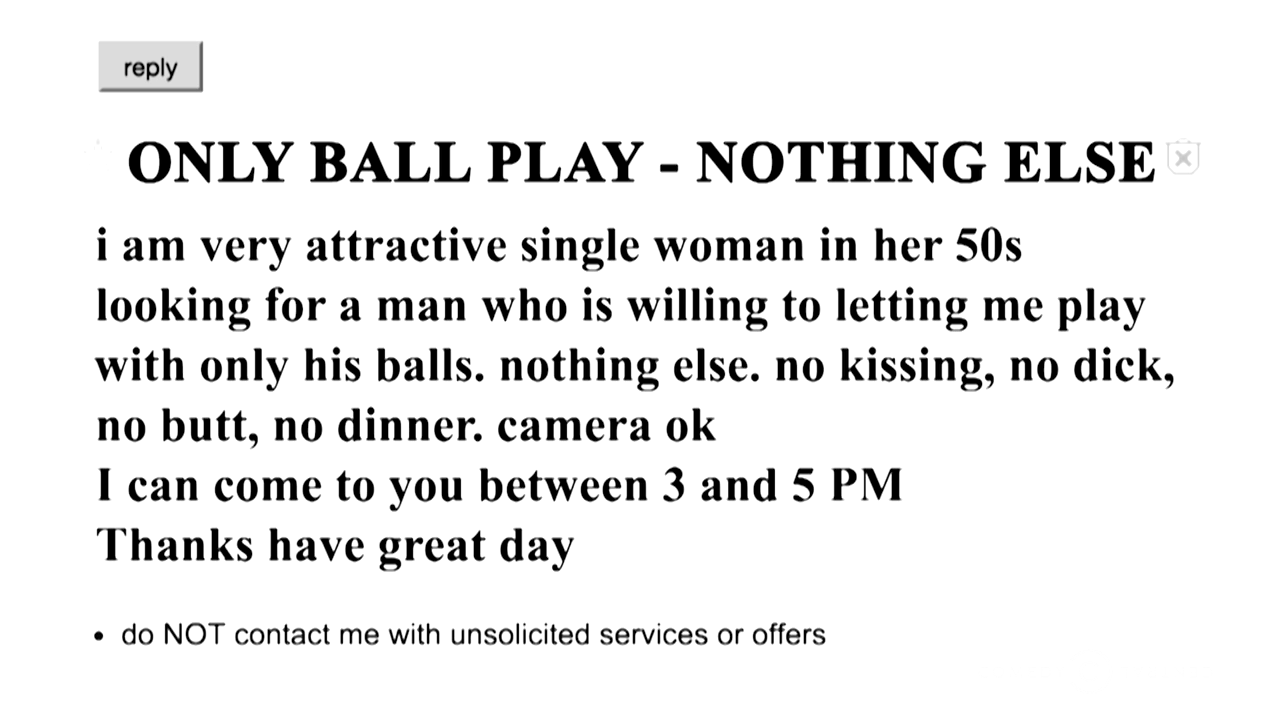 reply
ONLY BALL PLAY - NOTHING ELSE
i am very attractive single woman in her 50s
looking for a man who is willing to letting me play
with only his balls. nothing else. no kissing, no dick,
no butt, no dinner. camera ok
I can come to you between 3 and 5 PM
Thanks have great day
• do NOT contact me with unsolicited services or offers